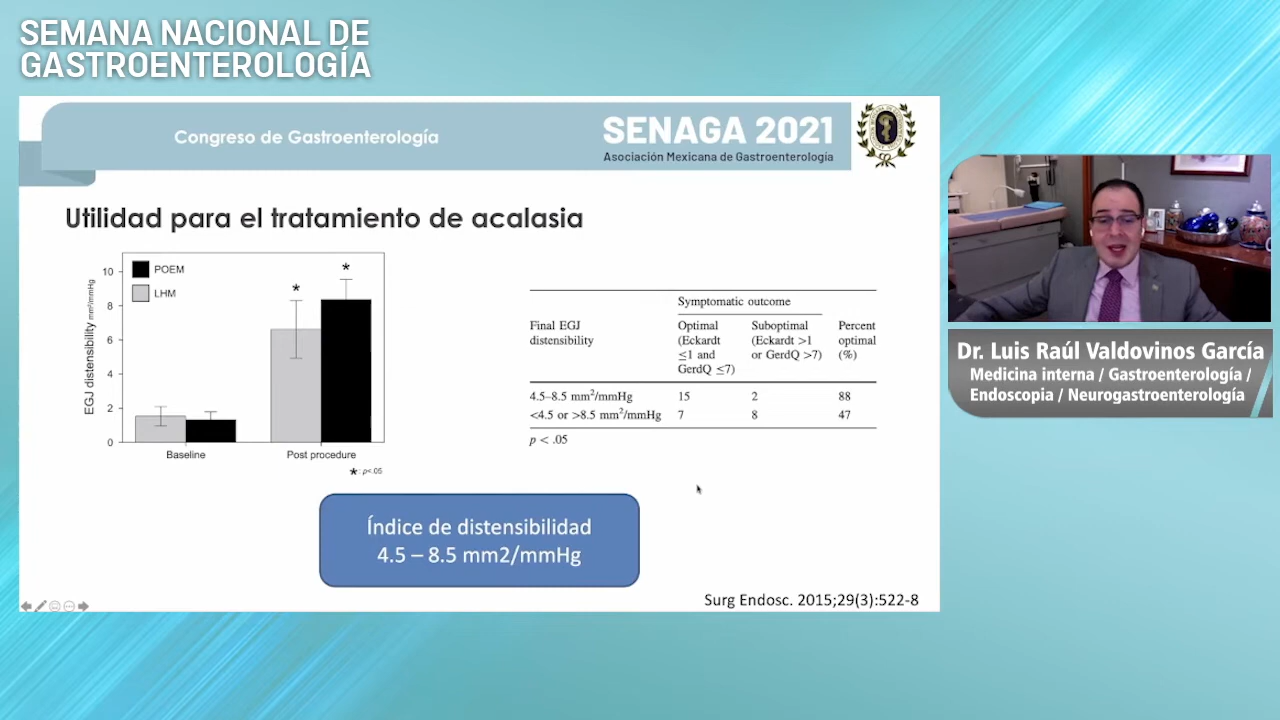 SEMANA NACIONAL DE
GASTROENTEROLOGÍA
Congreso de Gastroenterología
SENAGA 2021
Asociación Mexicana de Gastroenterología
Utilidad para el tratamiento de acalasia
EGJ distensibility mm²/mmHg
10
8
6
4
2
0
POEM
LHM
*
*
Baseline
Post procedure
*: p<.05
Symptomatic outcome
Final EGJ distensibility
Optimal (Eckardt ≤1 and GerdQ ≤7)
Suboptimal (Eckardt >1 or GerdQ >7)
Percent optimal (%)
4.5–8.5 mm²/mmHg 15 2 88
<4.5 or >8.5 mm²/mmHg 7 8 47
p < .05
Índice de distensibilidad
4.5 – 8.5 mm2/mmHg
Surg Endosc. 2015;29(3):522-8
Dr. Luis Raúl Valdovinos García
Medicina interna / Gastroenterología /
Endoscopia / Neurogastroenterología